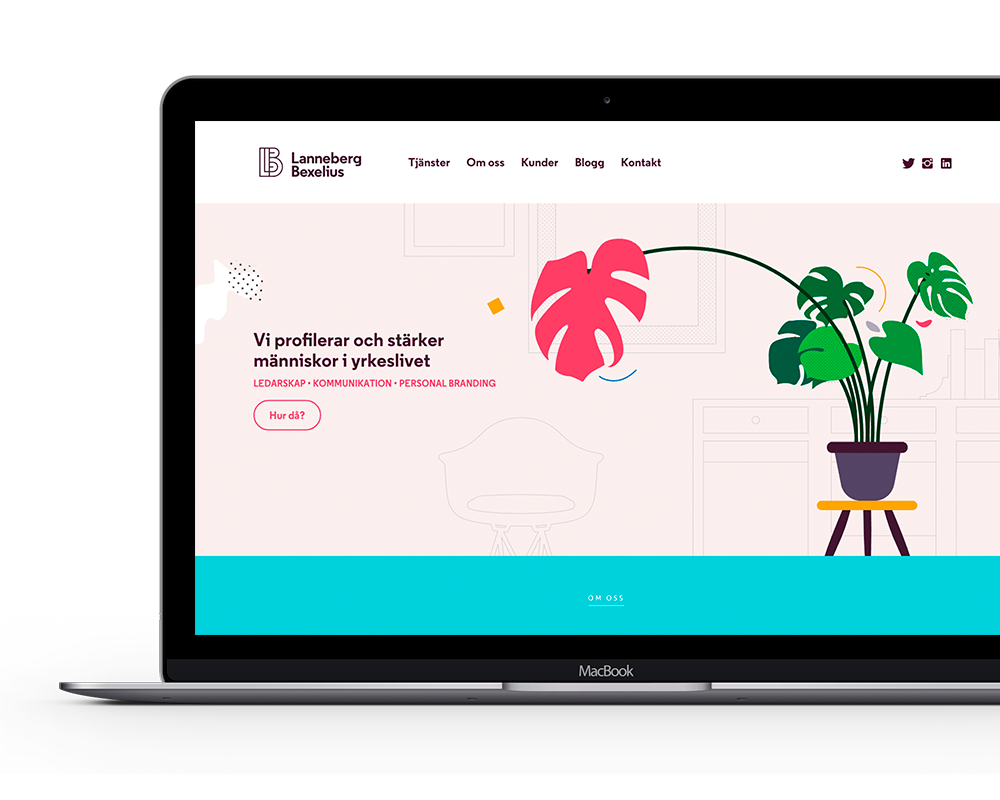 Lanneberg
Bexelius
Tjänster Om oss Kunder Blogg Kontakt
Vi profilerar och stärker
människor i yrkeslivet
LEDARSKAP • KOMMUNIKATION • PERSONAL BRANDING
Hur då?
OM OSS
MacBook